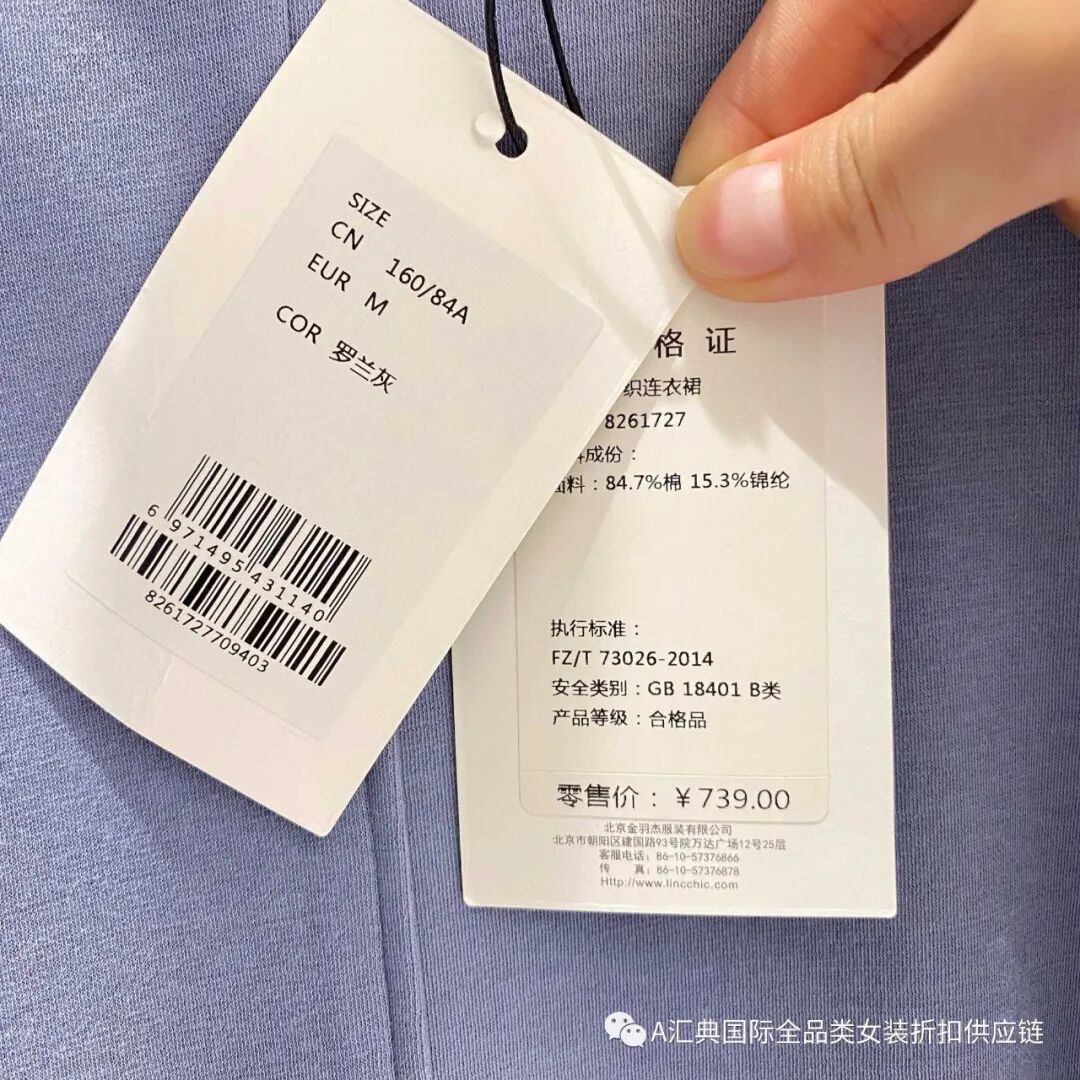 SIZE
CN 160/84A
EUR M
COR 罗兰灰
6 971495 431140
8261727709403
格 证
织连衣裙
8261727
料成份：
面料：84.7%棉 15.3%锦纶
执行标准：
FZ/T 73026-2014
安全类别：GB 18401 B类
产品等级：合格品
零售价：￥739.00
北京金羽杰服装有限公司
北京市朝阳区建国路93号院万达广场12号25层
客服电话：86-10-57376866
传 真：86-10-57376878
Http://www.lincchic.com
A汇典国际全品类女装折扣供应链